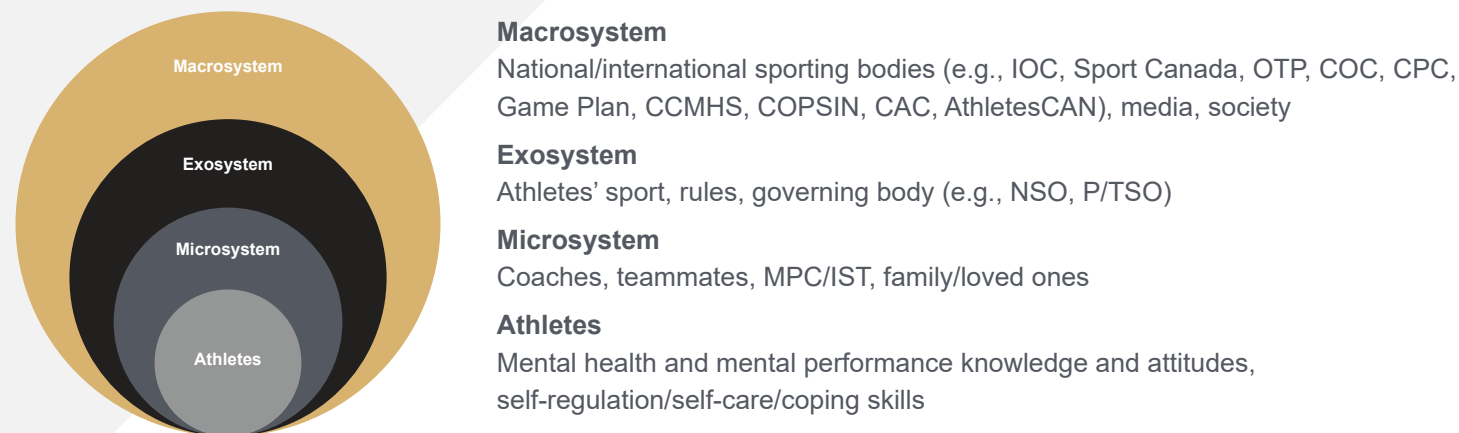 Macrosystem
Exosystem
Microsystem
Athletes
Macrosystem
National/international sporting bodies (e.g., IOC, Sport Canada, OTP, COC, CPC,
Game Plan, CCMHS, COPSIN, CAC, AthletesCAN), media, society
Exosystem
Athletes’ sport, rules, governing body (e.g., NSO, P/TSO)
Microsystem
Coaches, teammates, MPC/IST, family/loved ones
Athletes
Mental health and mental performance knowledge and attitudes,
self-regulation/self-care/coping skills